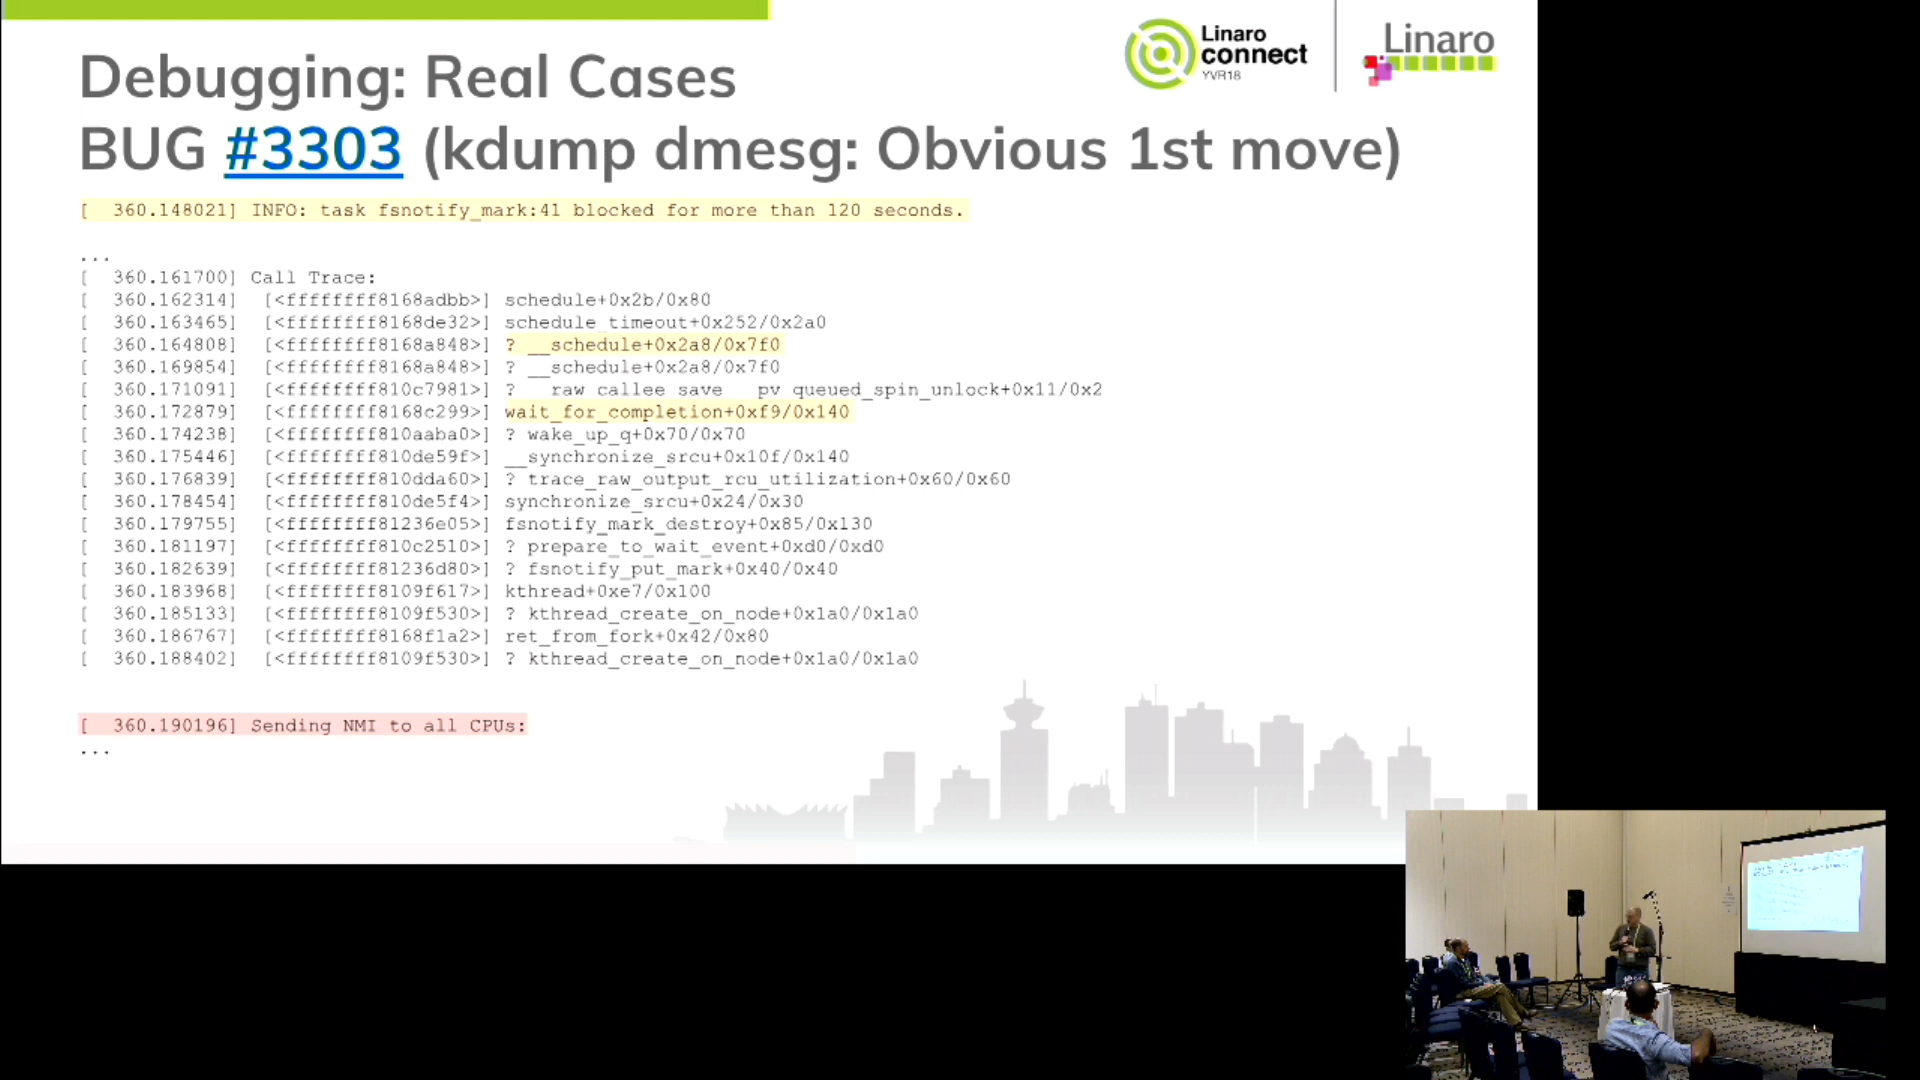 Linaro
connect
YVR18
Linaro
Debugging: Real Cases
BUG #3303 (kdump dmesg: Obvious 1st move)
[  360.148021] INFO: task fsnotify_mark:41 blocked for more than 120 seconds.
...
[  360.161700] Call Trace:
[  360.162314]  [<ffffffff8168adbb>] schedule+0x2b/0x80
[  360.163465]  [<ffffffff8168de32>] schedule_timeout+0x252/0x2a0
[  360.164808]  [<ffffffff8168a848>] ? __schedule+0x2a8/0x7f0
[  360.169854]  [<ffffffff8168a848>] ? __schedule+0x2a8/0x7f0
[  360.171091]  [<ffffffff810c7981>] ? __raw_callee_save___pv_queued_spin_unlock+0x11/0x2
[  360.172879]  [<ffffffff8168c299>] wait_for_completion+0xf9/0x140
[  360.174238]  [<ffffffff810aaba0>] ? wake_up_q+0x70/0x70
[  360.175446]  [<ffffffff810de59f>] __synchronize_srcu+0x10f/0x140
[  360.176839]  [<ffffffff810dda60>] ? trace_raw_output_rcu_utilization+0x60/0x60
[  360.178454]  [<ffffffff810de5f4>] synchronize_srcu+0x24/0x30
[  360.179755]  [<ffffffff81236e05>] fsnotify_mark_destroy+0x85/0x130
[  360.181197]  [<ffffffff810c2510>] ? prepare_to_wait_event+0xd0/0xd0
[  360.182639]  [<ffffffff81236d80>] ? fsnotify_put_mark+0x40/0x40
[  360.183968]  [<ffffffff8109f617>] kthread+0xe7/0x100
[  360.185133]  [<ffffffff8109f530>] ? kthread_create_on_node+0x1a0/0x1a0
[  360.186767]  [<ffffffff8168f1a2>] ret_from_fork+0x42/0x80
[  360.188402]  [<ffffffff8109f530>] ? kthread_create_on_node+0x1a0/0x1a0
[  360.190196] Sending NMI to all CPUs:
...